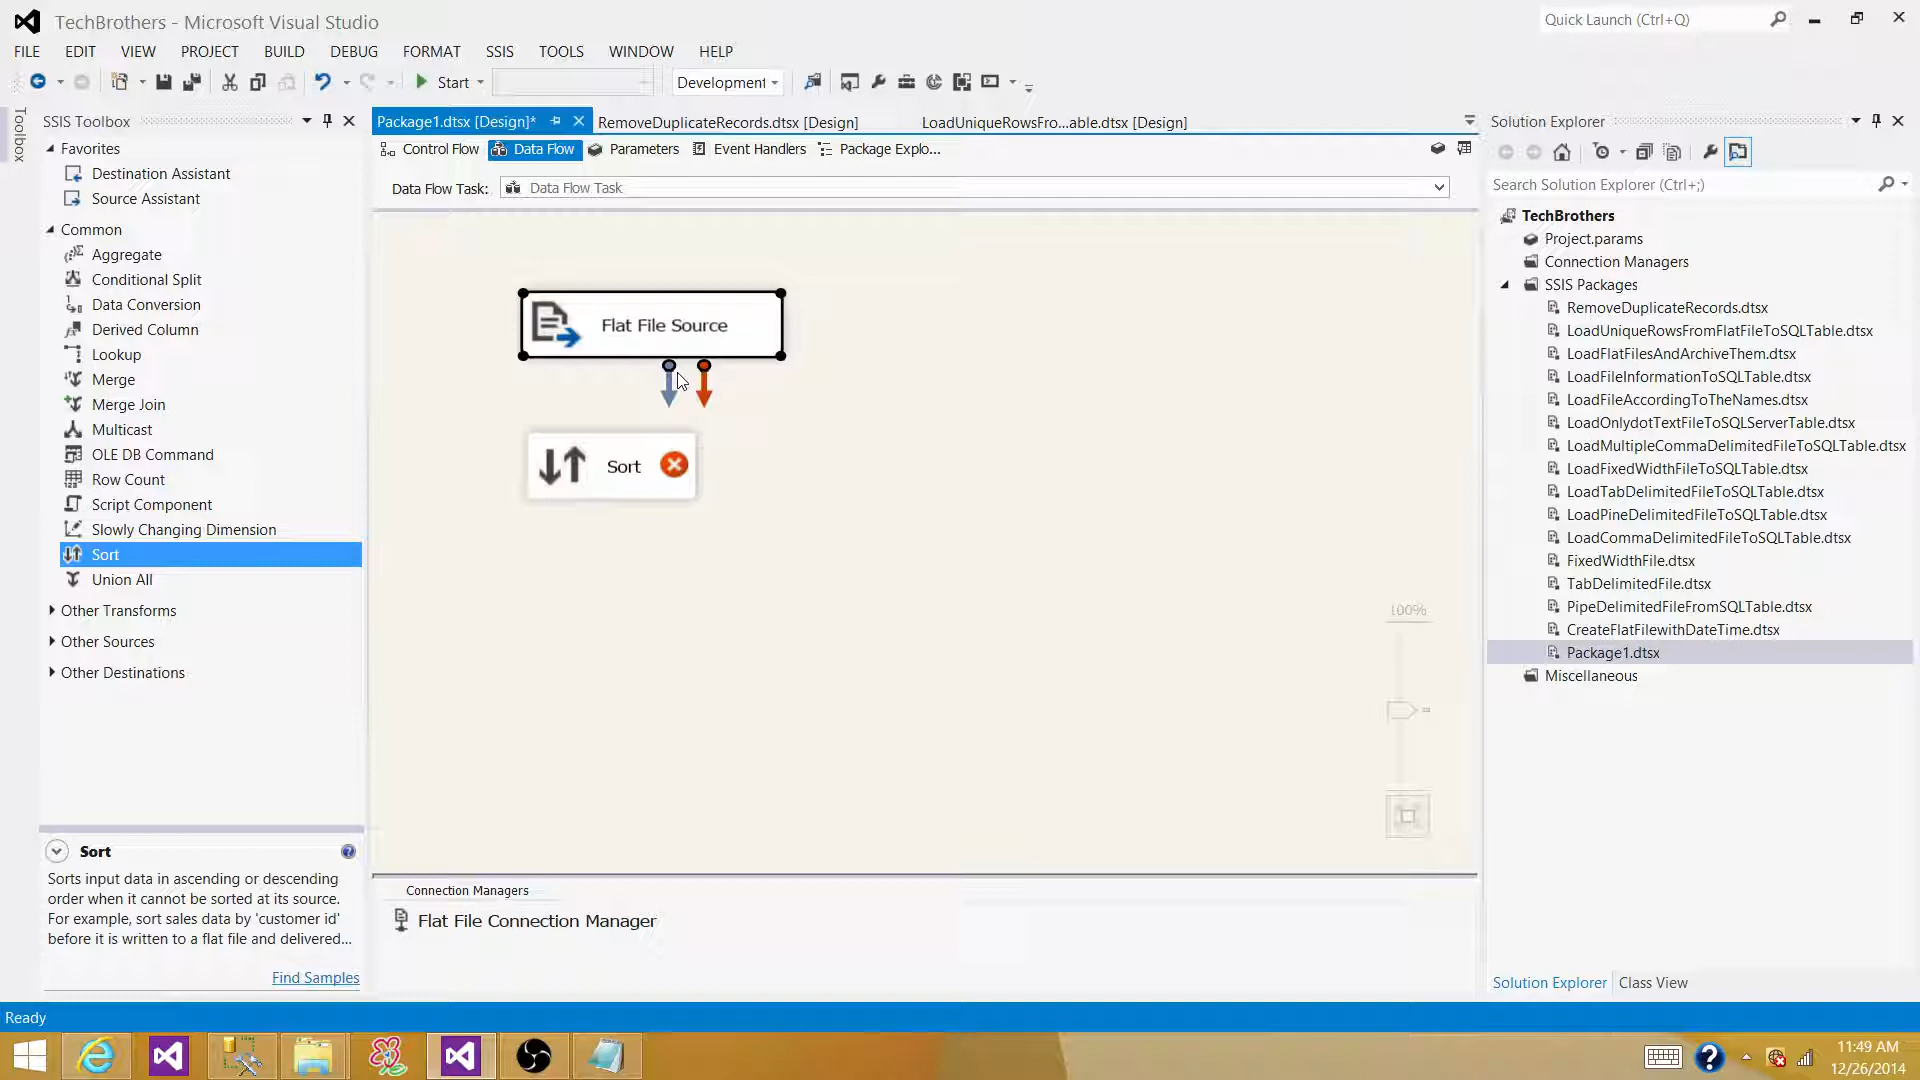 TechBrothers - Microsoft Visual Studio
Quick Launch (Ctrl+Q)
FILE EDIT VIEW PROJECT BUILD DEBUG FORMAT SSIS TOOLS WINDOW HELP
Start
Development
Toolbox
SSIS Toolbox
Favorites
Destination Assistant
Source Assistant
Common
Aggregate
Conditional Split
Data Conversion
Derived Column
Lookup
Merge
Merge Join
Multicast
OLE DB Command
Row Count
Script Component
Slowly Changing Dimension
Sort
Union All
Other Transforms
Other Sources
Other Destinations
Sort
Sorts input data in ascending or descending
order when it cannot be sorted at its source.
For example, sort sales data by 'customer id'
before it is written to a flat file and delivered...
Find Samples
Package1.dtsx [Design]* RemoveDuplicateRecords.dtsx [Design] LoadUniqueRowsFro...able.dtsx [Design]
Control Flow Data Flow Parameters Event Handlers Package Explo...
Data Flow Task: Data Flow Task
Flat File Source
Sort
100%
Connection Managers
Flat File Connection Manager
Solution Explorer
Search Solution Explorer (Ctrl+;)
TechBrothers
Project.params
Connection Managers
SSIS Packages
RemoveDuplicateRecords.dtsx
LoadUniqueRowsFromFlatFileToSQLTable.dtsx
LoadFlatFilesAndArchiveThem.dtsx
LoadFileInformationToSQLTable.dtsx
LoadFileAccordingToTheNames.dtsx
LoadOnlydotTextFileToSQLServerTable.dtsx
LoadMultipleCommaDelimitedFileToSQLTable.dtsx
LoadFixedWidthFileToSQLTable.dtsx
LoadTabDelimitedFileToSQLTable.dtsx
LoadPineDelimitedFileToSQLTable.dtsx
LoadCommaDelimitedFileToSQLTable.dtsx
FixedWidthFile.dtsx
TabDelimitedFile.dtsx
PipeDelimitedFileFromSQLTable.dtsx
CreateFlatFilewithDateTime.dtsx
Package1.dtsx
Miscellaneous
Solution Explorer Class View
Ready
11:49 AM
12/26/2014